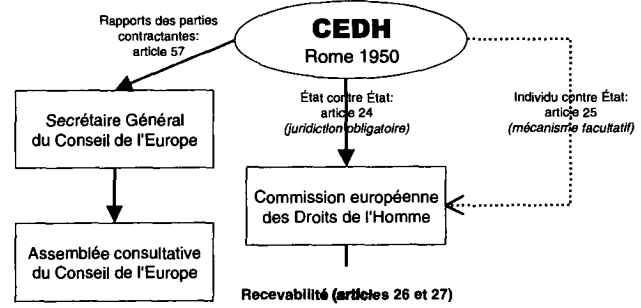 Rapports des parties
contractantes:
article 57
CEDH
Rome 1950
État contre État:
article 24
(juridiction obligatoire)
Individu contre État:
article 25
(mécanisme facultatif)
Secrétaire Général
du Conseil de l'Europe
Commission européenne
des Droits de l'Homme
Assemblée consultative
du Conseil de l'Europe
Recevabilité (articles 26 et 27)